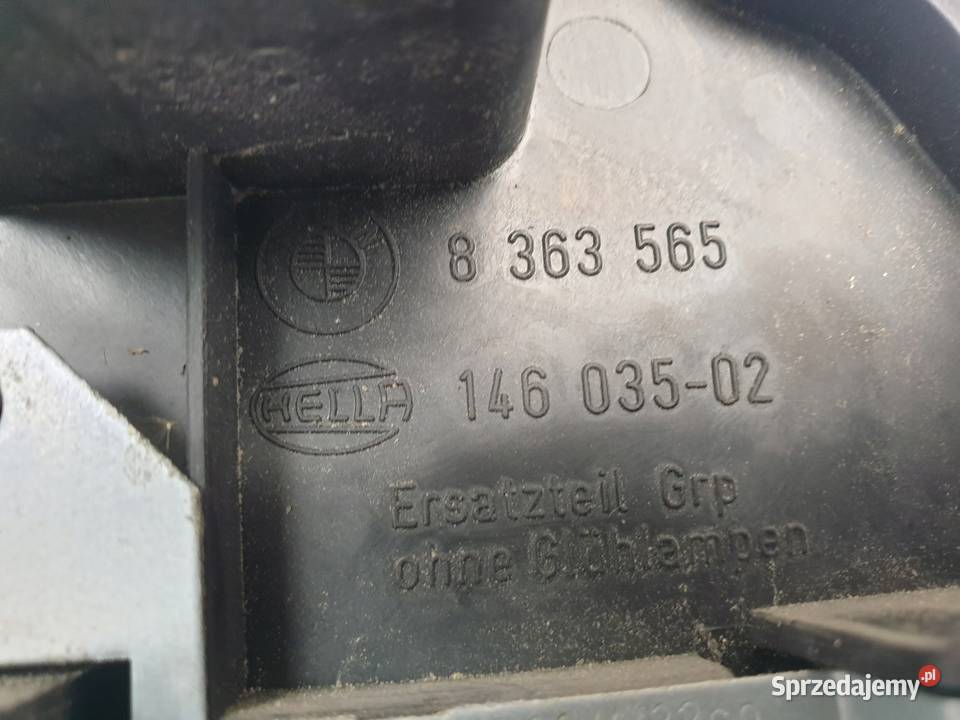 8 363 565
HELLA 146 035-02
Ersatzteil Grp
ohne Glühlampen
Sprzedajemy.pl